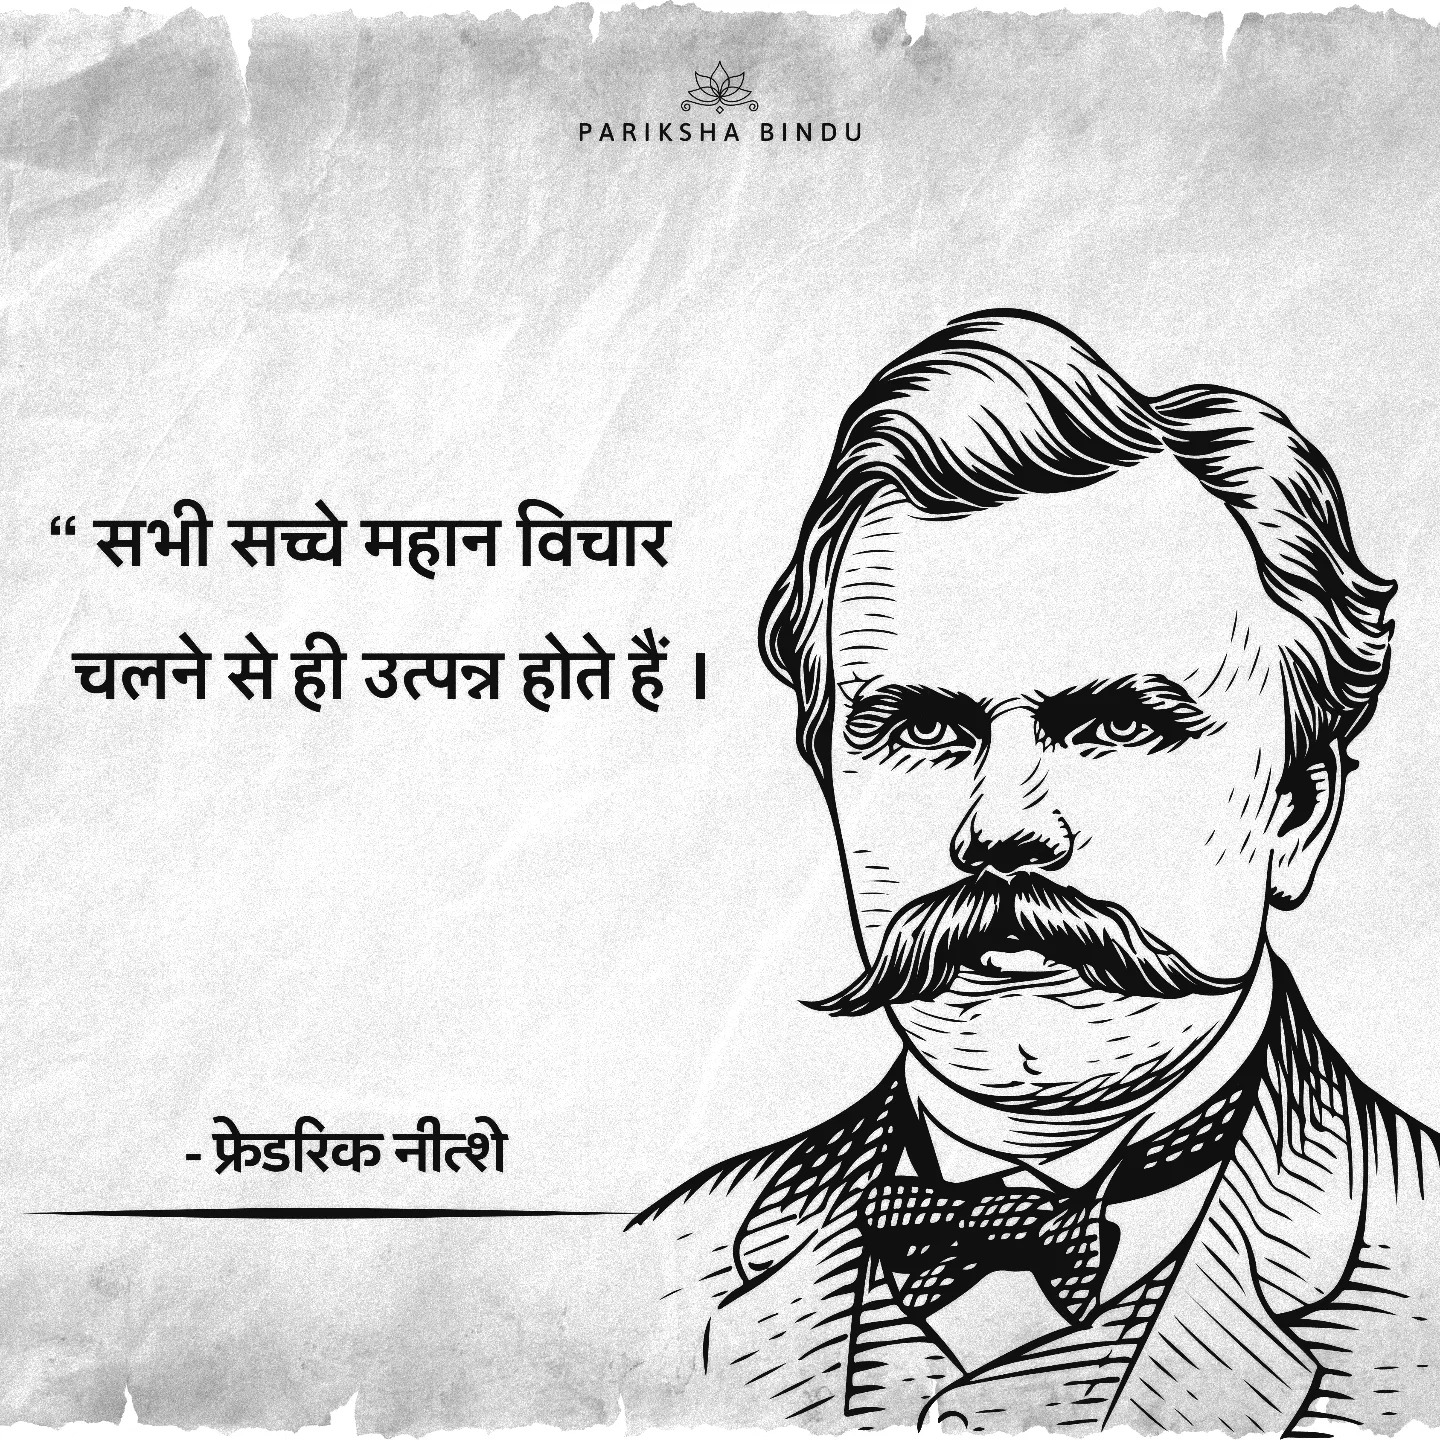 PARIKSHA BINDU
“ सभी सच्चे महान विचार
चलने से ही उत्पन्न होते हैं ।
- फ्रेडरिक नीत्शे